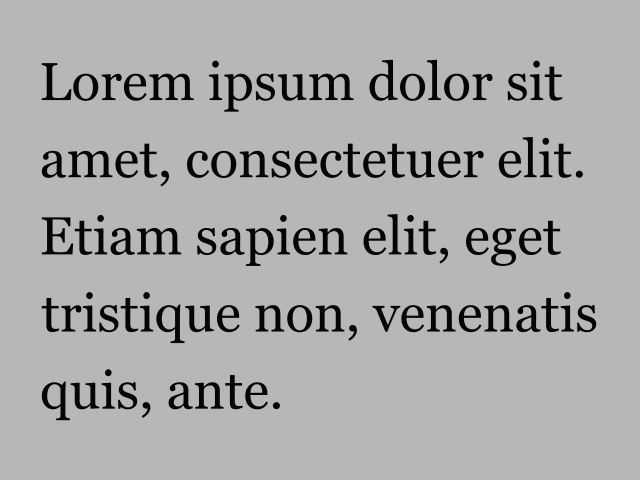 Lorem ipsum dolor sit
amet, consectetuer elit.
Etiam sapien elit, eget
tristique non, venenatis
quis, ante.